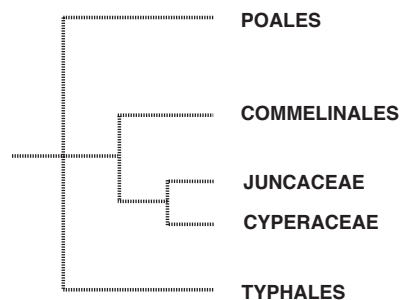 POALES
COMMELINALES
JUNCACEAE
CYPERACEAE
TYPHALES